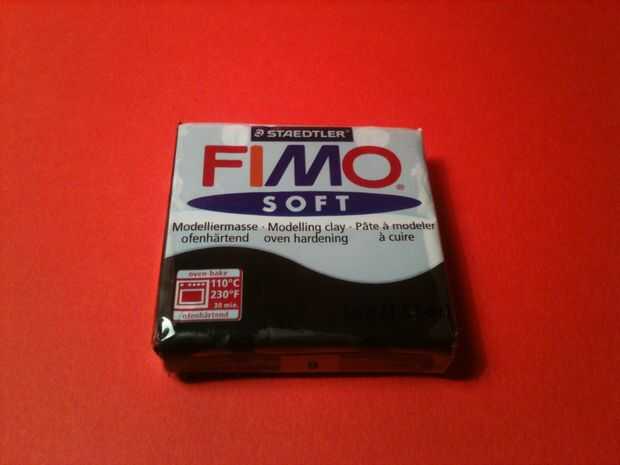 STAEDTLER
FIMO®
SOFT
Modelliermasse · Modelling clay · Pâte à modeler
ofenhärtend oven hardening à cuire
oven-bake
110°C
230°F
30 min.
ofenhärtend